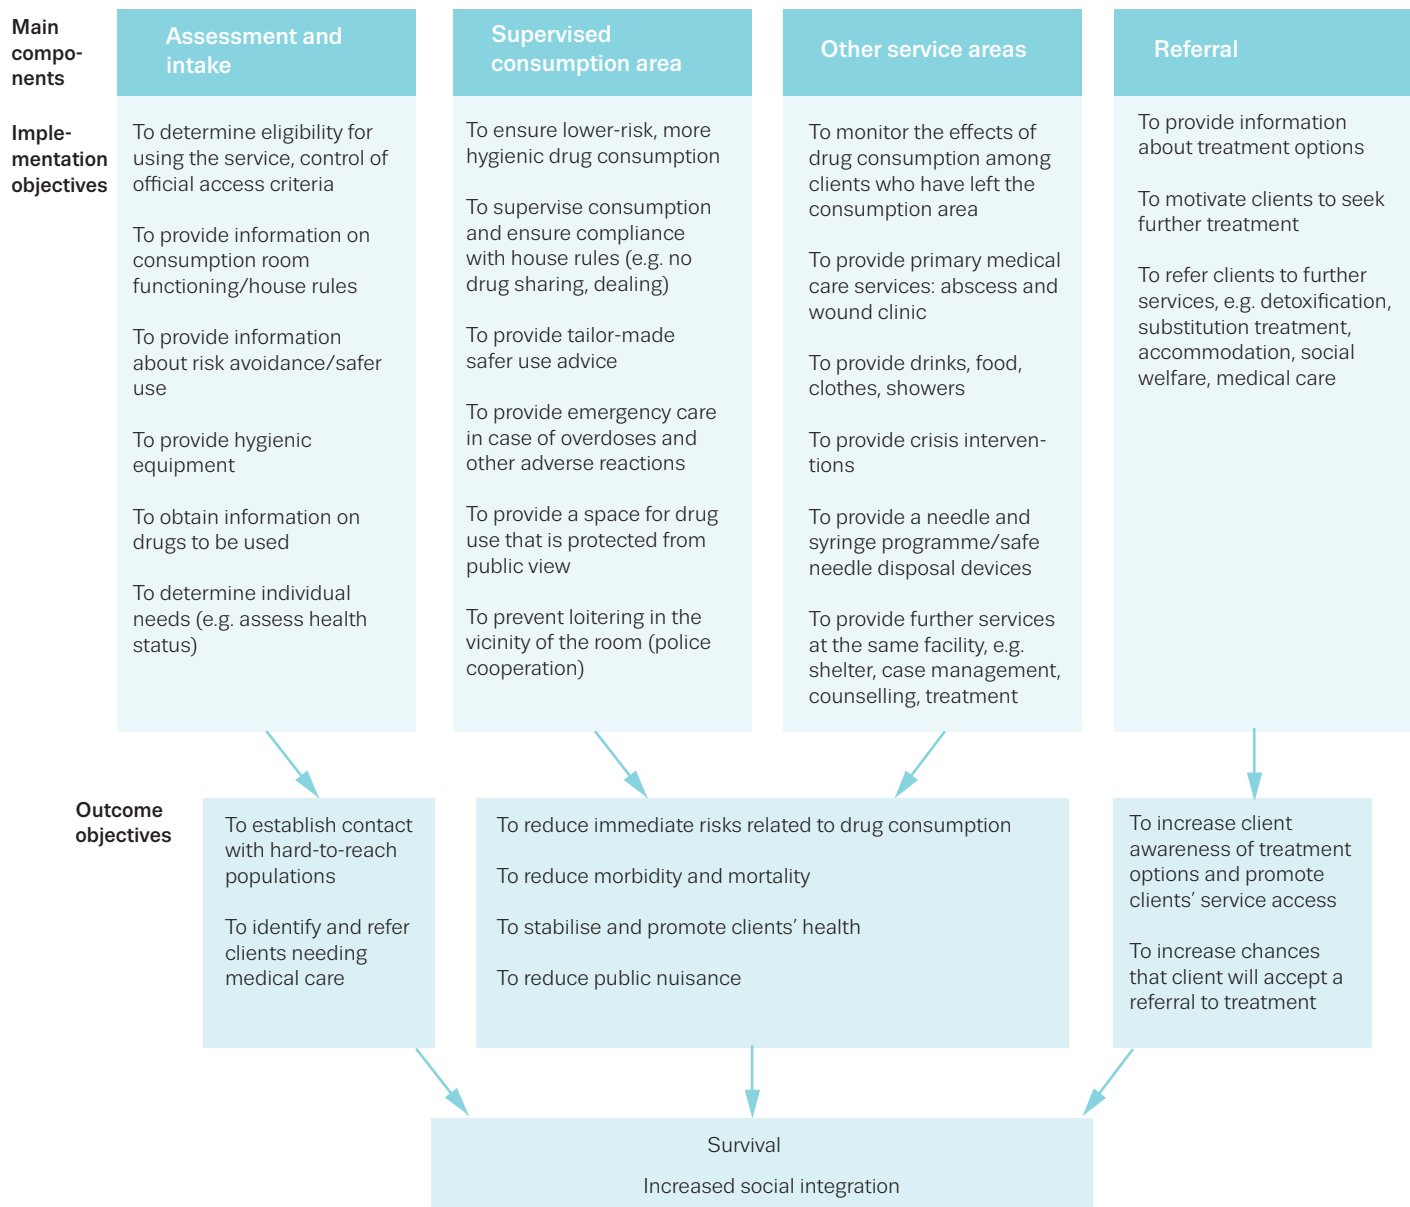 Main
compo-
nents
Assessment and
intake
Supervised
consumption area
Other service areas
Referral
Imple-
mentation
objectives
To determine eligibility for
using the service, control of
official access criteria
To provide information on
consumption room
functioning/house rules
To provide information
about risk avoidance/safer
use
To provide hygienic
equipment
To obtain information on
drugs to be used
To determine individual
needs (e.g. assess health
status)
To ensure lower-risk, more
hygienic drug consumption
To supervise consumption
and ensure compliance
with house rules (e.g. no
drug sharing, dealing)
To provide tailor-made
safer use advice
To provide emergency care
in case of overdoses and
other adverse reactions
To provide a space for drug
use that is protected from
public view
To prevent loitering in the
vicinity of the room (police
cooperation)
To monitor the effects of
drug consumption among
clients who have left the
consumption area
To provide primary medical
care services: abscess and
wound clinic
To provide drinks, food,
clothes, showers
To provide crisis interven-
tions
To provide a needle and
syringe programme/safe
needle disposal devices
To provide further services
at the same facility, e.g.
shelter, case management,
counselling, treatment
To provide information
about treatment options
To motivate clients to seek
further treatment
To refer clients to further
services, e.g. detoxification,
substitution treatment,
accommodation, social
welfare, medical care
Outcome
objectives
To establish contact
with hard-to-reach
populations
To identify and refer
clients needing
medical care
To reduce immediate risks related to drug consumption
To reduce morbidity and mortality
To stabilise and promote clients’ health
To reduce public nuisance
To increase client
awareness of treatment
options and promote
clients’ service access
To increase chances
that client will accept a
referral to treatment
Survival
Increased social integration